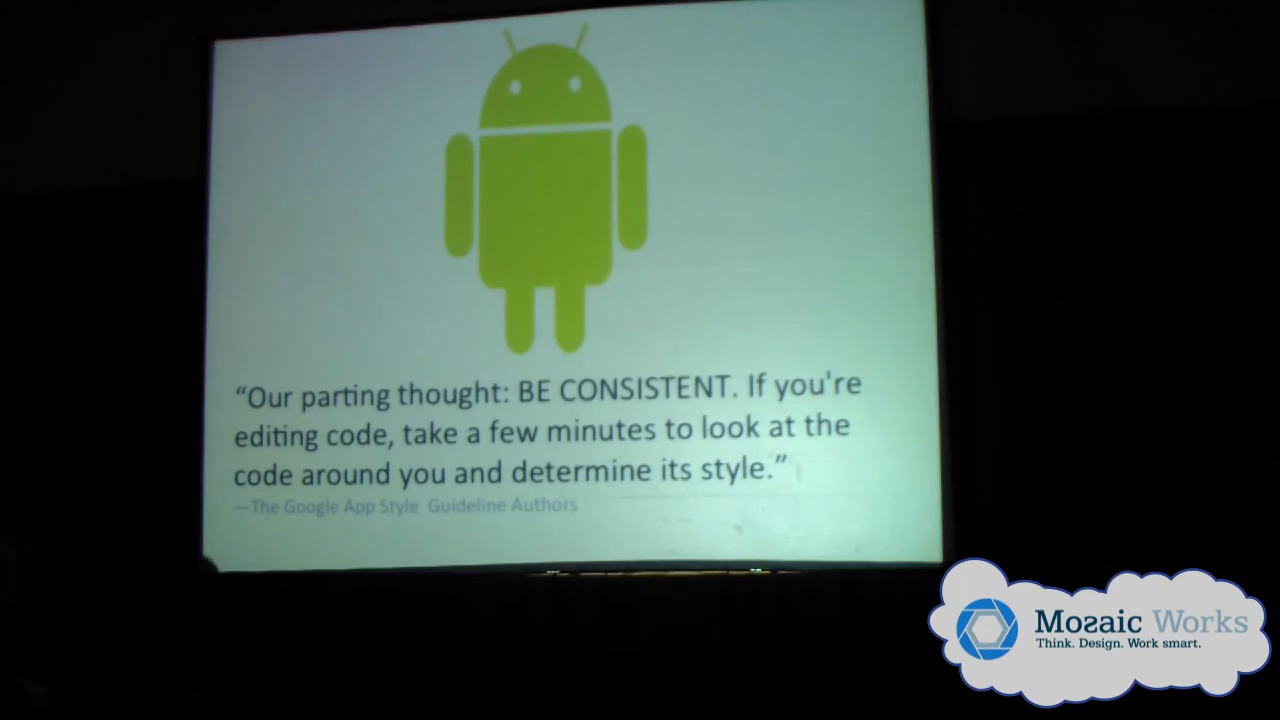 “Our parting thought: BE CONSISTENT. If you're
editing code, take a few minutes to look at the
code around you and determine its style.”
—The Google App Style Guideline Authors
Mosaic Works
Think. Design. Work smart.